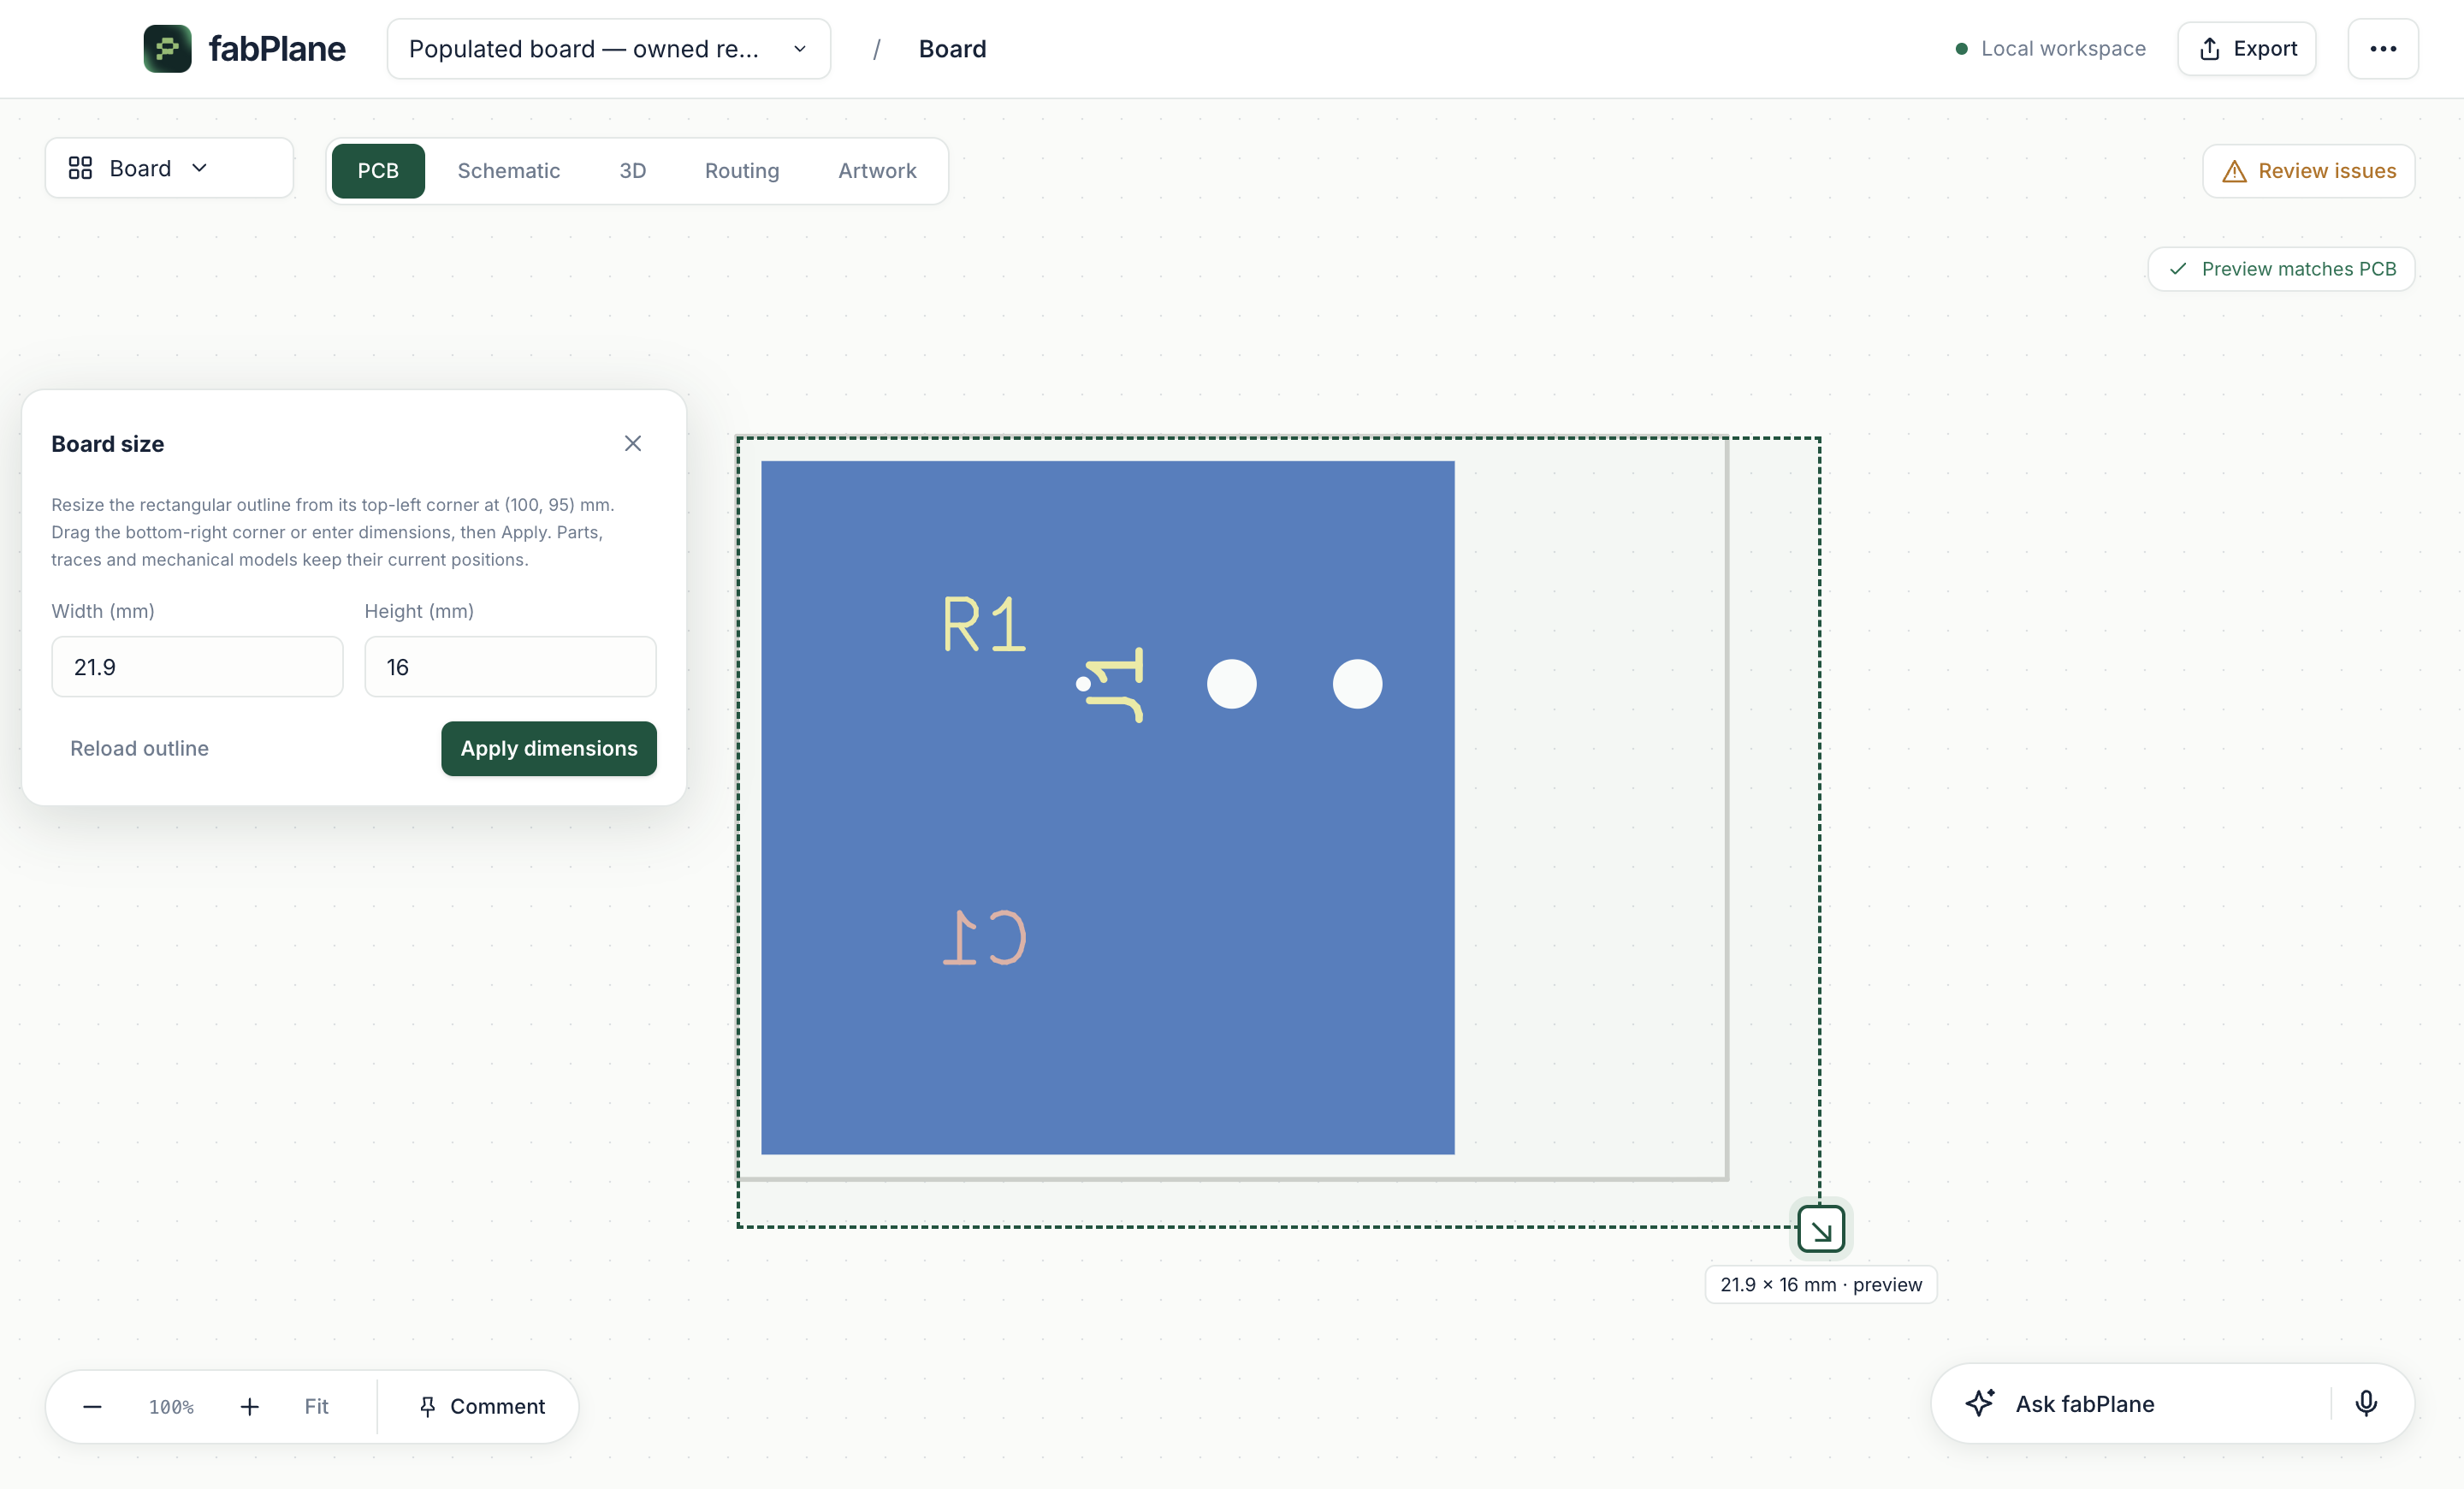 fabPlane
Populated board — owned re...
/
Board
Local workspace
Export
Board
PCB
Schematic
3D
Routing
Artwork
Review issues
Preview matches PCB
Board size
Resize the rectangular outline from its top-left corner at (100, 95) mm.
Drag the bottom-right corner or enter dimensions, then Apply. Parts,
traces and mechanical models keep their current positions.
Width (mm)
Height (mm)
21.9
16
Reload outline
Apply dimensions
R1
J1
C1
21.9 × 16 mm · preview
100%
Fit
Comment
Ask fabPlane